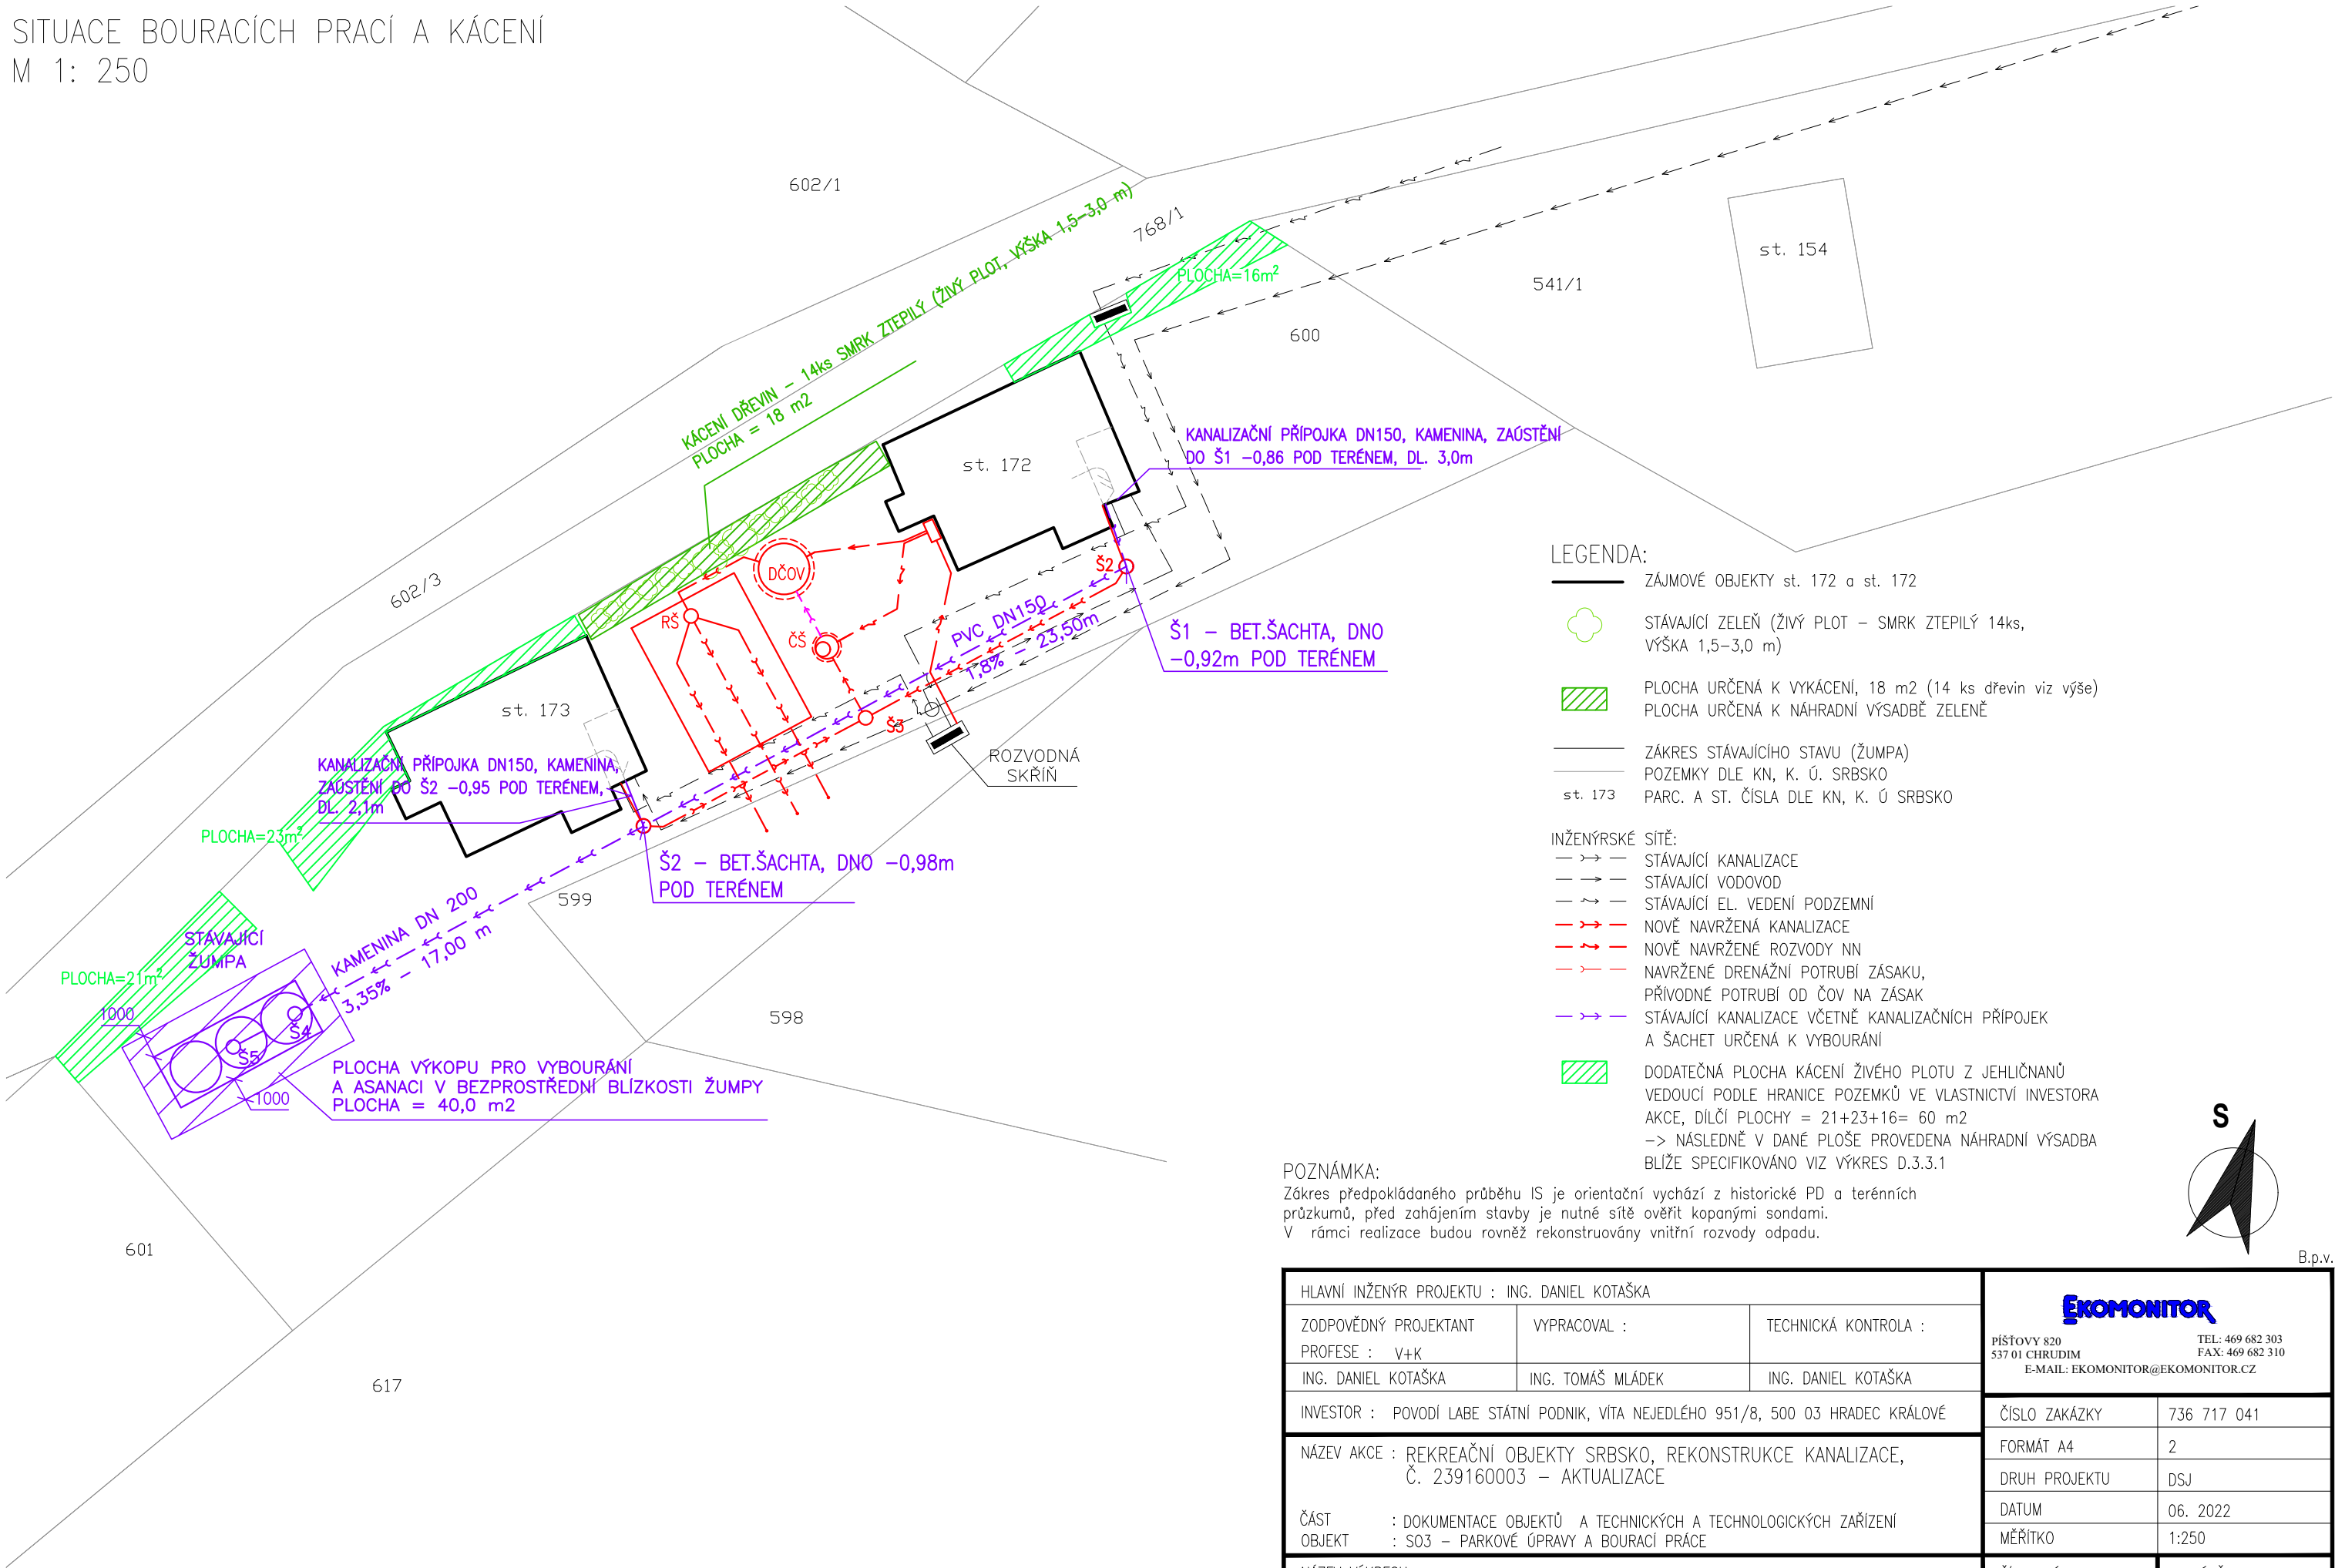 SITUACE BOURACÍCH PRACÍ A KÁCENÍ
M 1: 250
602/1
768/1
KÁCENÍ DŘEVIN – 14ks SMRK ZTEPILÝ (ŽIVÝ PLOT, VÝŠKA 1,5–3,0 m)
PLOCHA = 18 m2
PLOCHA=16m²
st. 154
541/1
600
st. 172
KANALIZAČNÍ PŘÍPOJKA DN150, KAMENINA, ZAÚSTĚNÍ
DO Š1 –0,86 POD TERÉNEM, DL. 3,0m
602/3
DČOV
RŠ
ČŠ
Š2
Š3
PVC DN150
1,8% – 23,50m
Š1 – BET.ŠACHTA, DNO
–0,92m POD TERÉNEM
st. 173
ROZVODNÁ
SKŘÍŇ
KANALIZAČNÍ PŘÍPOJKA DN150, KAMENINA,
ZAÚSTĚNÍ DO Š2 –0,95 POD TERÉNEM,
DL. 2,1m
PLOCHA=23m²
Š2 – BET.ŠACHTA, DNO –0,98m
POD TERÉNEM
599
KAMENINA DN 200
3,35% – 17,00 m
STÁVAJÍCÍ
ŽUMPA
PLOCHA=21m²
1000
Š4
Š5
1000
598
PLOCHA VÝKOPU PRO VYBOURÁNÍ
A ASANACI V BEZPROSTŘEDNÍ BLÍZKOSTI ŽUMPY
PLOCHA = 40,0 m2
601
617
LEGENDA:
ZÁJMOVÉ OBJEKTY st. 172 a st. 172
STÁVAJÍCÍ ZELEŇ (ŽIVÝ PLOT – SMRK ZTEPILÝ 14ks,
VÝŠKA 1,5–3,0 m)
PLOCHA URČENÁ K VYKÁCENÍ, 18 m2 (14 ks dřevin viz výše)
PLOCHA URČENÁ K NÁHRADNÍ VÝSADBĚ ZELENĚ
ZÁKRES STÁVAJÍCÍHO STAVU (ŽUMPA)
POZEMKY DLE KN, K. Ú. SRBSKO
st. 173 PARC. A ST. ČÍSLA DLE KN, K. Ú SRBSKO
INŽENÝRSKÉ SÍTĚ:
STÁVAJÍCÍ KANALIZACE
STÁVAJÍCÍ VODOVOD
STÁVAJÍCÍ EL. VEDENÍ PODZEMNÍ
NOVĚ NAVRŽENÁ KANALIZACE
NOVĚ NAVRŽENÉ ROZVODY NN
NAVRŽENÉ DRENÁŽNÍ POTRUBÍ ZÁSAKU,
PŘÍVODNÉ POTRUBÍ OD ČOV NA ZÁSAK
STÁVAJÍCÍ KANALIZACE VČETNĚ KANALIZAČNÍCH PŘÍPOJEK
A ŠACHET URČENÁ K VYBOURÁNÍ
DODATEČNÁ PLOCHA KÁCENÍ ŽIVÉHO PLOTU Z JEHLIČNANŮ
VEDOUCÍ PODLE HRANICE POZEMKŮ VE VLASTNICTVÍ INVESTORA
AKCE, DÍLČÍ PLOCHY = 21+23+16= 60 m2
–> NÁSLEDNĚ V DANÉ PLOŠE PROVEDENA NÁHRADNÍ VÝSADBA
BLÍŽE SPECIFIKOVÁNO VIZ VÝKRES D.3.3.1
S
POZNÁMKA:
Zákres předpokládaného průběhu IS je orientační vychází z historické PD a terénních
průzkumů, před zahájením stavby je nutné sítě ověřit kopanými sondami.
V rámci realizace budou rovněž rekonstruovány vnitřní rozvody odpadu.
B.p.v.
HLAVNÍ INŽENÝR PROJEKTU : ING. DANIEL KOTAŠKA
ZODPOVĚDNÝ PROJEKTANT
PROFESE : V+K
VYPRACOVAL :
TECHNICKÁ KONTROLA :
ING. DANIEL KOTAŠKA
ING. TOMÁŠ MLÁDEK
ING. DANIEL KOTAŠKA
EKOMONITOR
PÍŠŤOVY 820
537 01 CHRUDIM
TEL: 469 682 303
FAX: 469 682 310
E-MAIL: EKOMONITOR@EKOMONITOR.CZ
INVESTOR : POVODÍ LABE STÁTNÍ PODNIK, VÍTA NEJEDLÉHO 951/8, 500 03 HRADEC KRÁLOVÉ
NÁZEV AKCE : REKREAČNÍ OBJEKTY SRBSKO, REKONSTRUKCE KANALIZACE,
Č. 239160003 – AKTUALIZACE
ČÁST : DOKUMENTACE OBJEKTŮ A TECHNICKÝCH A TECHNOLOGICKÝCH ZAŘÍZENÍ
OBJEKT : SO3 – PARKOVÉ ÚPRAVY A BOURACÍ PRÁCE
ČÍSLO ZAKÁZKY 736 717 041
FORMÁT A4 2
DRUH PROJEKTU DSJ
DATUM 06. 2022
MĚŘÍTKO 1:250